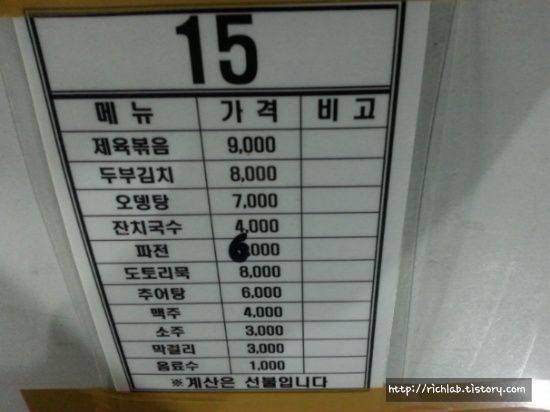 15
메뉴 가격 비고
제육볶음 9,000
두부김치 8,000
오뎅탕 7,000
잔치국수 4,000
파전 6,000
도토리묵 8,000
추어탕 6,000
맥주 4,000
소주 3,000
막걸리 3,000
음료수 1,000
※계산은 선불입니다
http://richlab.tistory.com